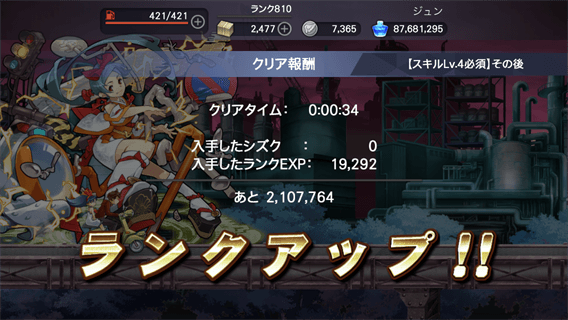 ランク810
ジュン
421/421
2,477
7,365
87,681,295
クリア報酬
【スキルLv.4必須】その後
クリアタイム： 0:00:34
入手したシズク ： 0
入手したランクEXP： 19,292
あと 2,107,764
ランクアップ!!